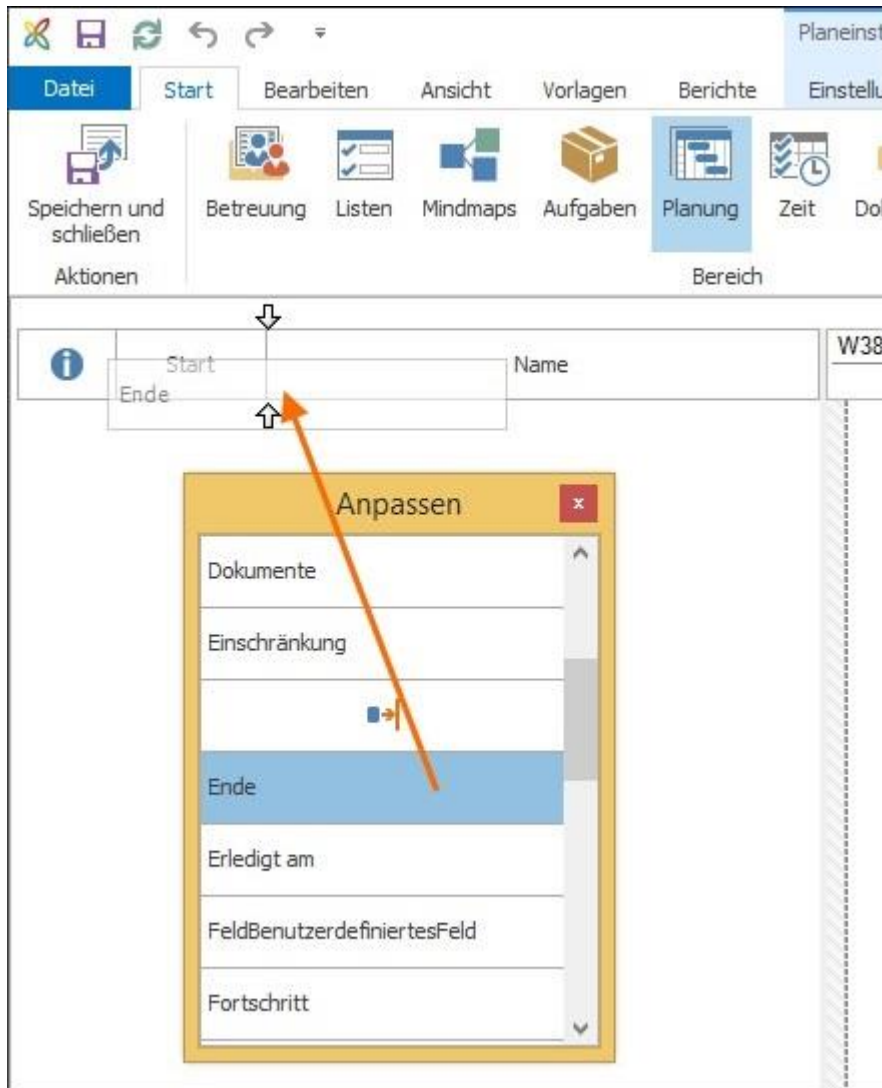 Planeinst
Datei Start Bearbeiten Ansicht Vorlagen Berichte Einstellu
Speichern und schließen Betreuung Listen Mindmaps Aufgaben Planung Zeit Dol
Aktionen Bereich
Start Name W38
Ende
Anpassen
Dokumente
Einschränkung
Ende
Erledigt am
FeldBenutzerdefiniertesFeld
Fortschritt